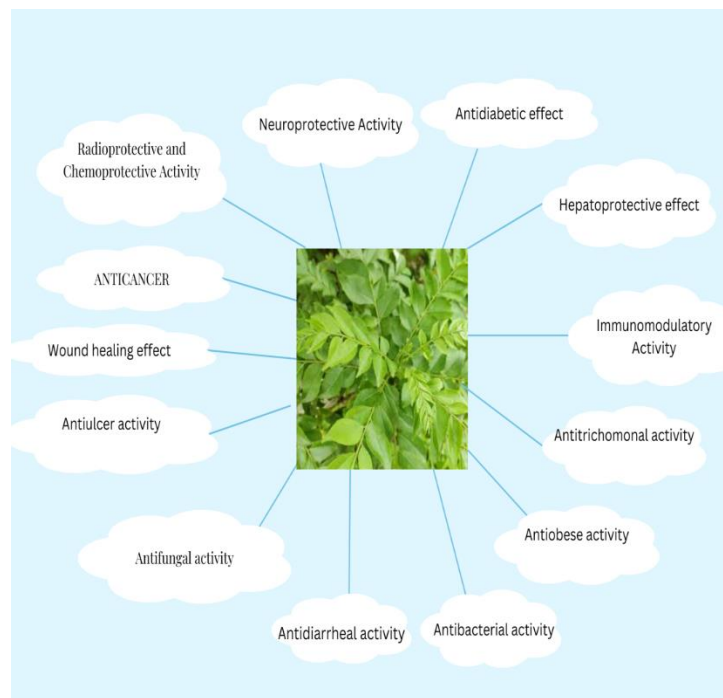 Neuroprotective Activity
Antidiabetic effect
Radioprotective and
Chemoprotective Activity
Hepatoprotective effect
ANTICANCER
Immunomodulatory
Activity
Wound healing effect
Antiulcer activity
Antitrichomonal activity
Antiobese activity
Antifungal activity
Antidiarrheal activity
Antibacterial activity